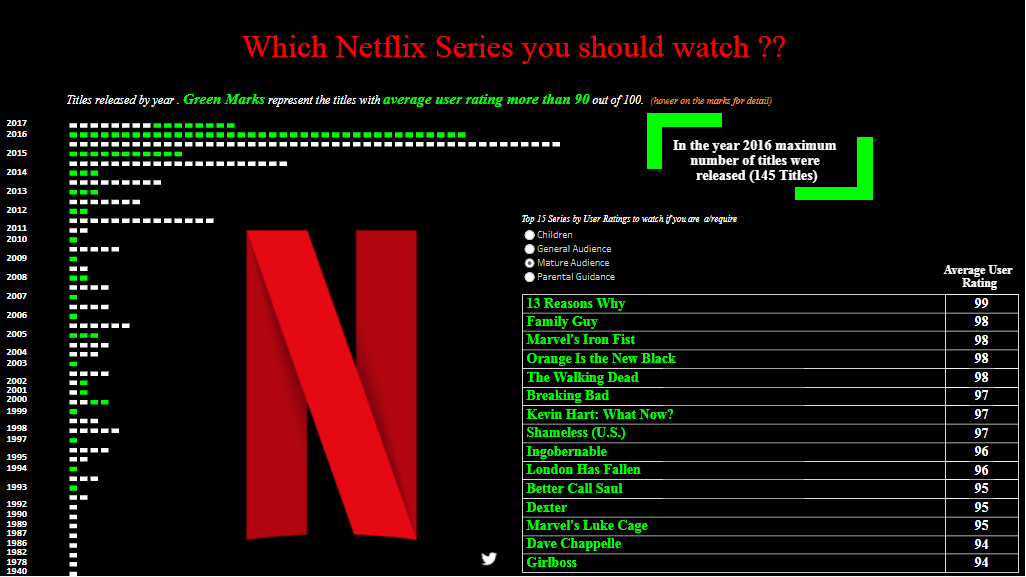 Which Netflix Series you should watch ??
Titles released by year . Green Marks represent the titles with average user rating more than 90 out of 100. (hover on the marks for detail)
2017
2016
2015
2014
2013
2012
2011
2010
2009
2008
2007
2006
2005
2004
2003
2002
2001
2000
1999
1998
1997
1995
1994
1993
1992
1990
1989
1987
1986
1982
1978
1940
In the year 2016 maximum
number of titles were
released (145 Titles)
Top 15 Series by User Ratings to watch if you are a/require
Children
General Audience
Mature Audience
Parental Guidance
Average User
Rating
13 Reasons Why 99
Family Guy 98
Marvel's Iron Fist 98
Orange Is the New Black 98
The Walking Dead 98
Breaking Bad 97
Kevin Hart: What Now? 97
Shameless (U.S.) 97
Ingobernable 96
London Has Fallen 96
Better Call Saul 95
Dexter 95
Marvel's Luke Cage 95
Dave Chappelle 94
Girlboss 94